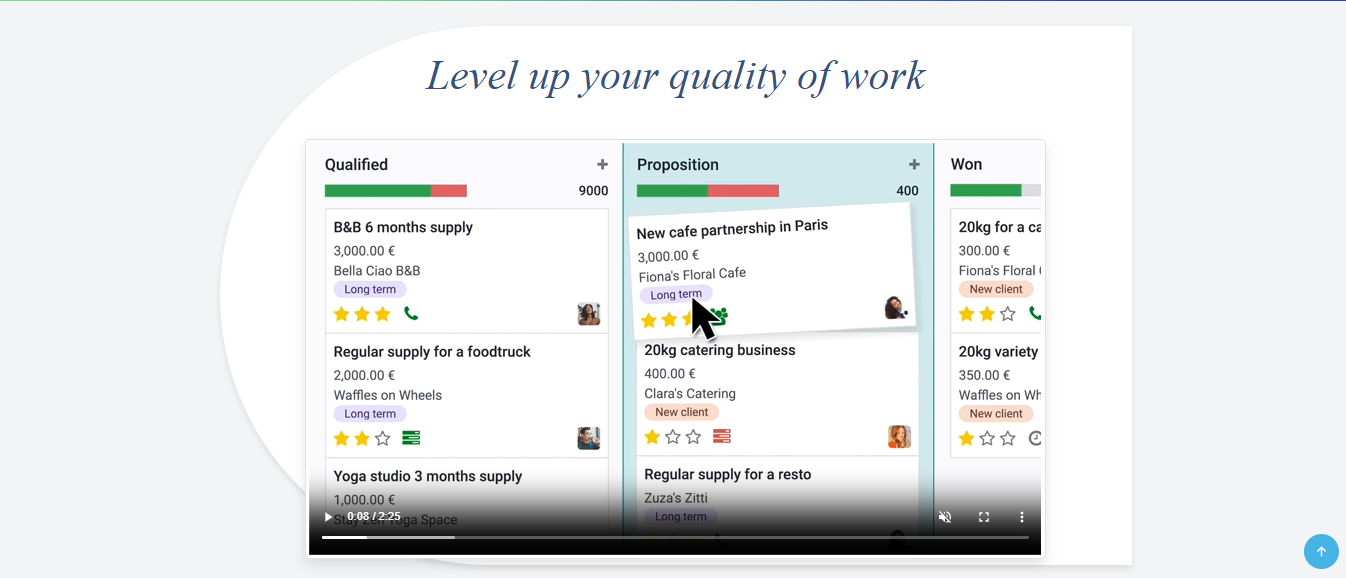 Level up your quality of work
Qualified
9000
B&B 6 months supply
3,000.00 €
Bella Ciao B&B
Long term
Regular supply for a foodtruck
2,000.00 €
Waffles on Wheels
Long term
Yoga studio 3 months supply
1,000.00 €
Stay Zen Yoga Space
Proposition
400
New cafe partnership in Paris
3,000.00 €
Fiona's Floral Cafe
Long term
20kg catering business
400.00 €
Clara's Catering
New client
Regular supply for a resto
Zuza's Zitti
Long term
Won
20kg for a ca
300.00 €
Fiona's Floral
New client
20kg variety
350.00 €
Waffles on Wh
New client
0:08 / 2:25